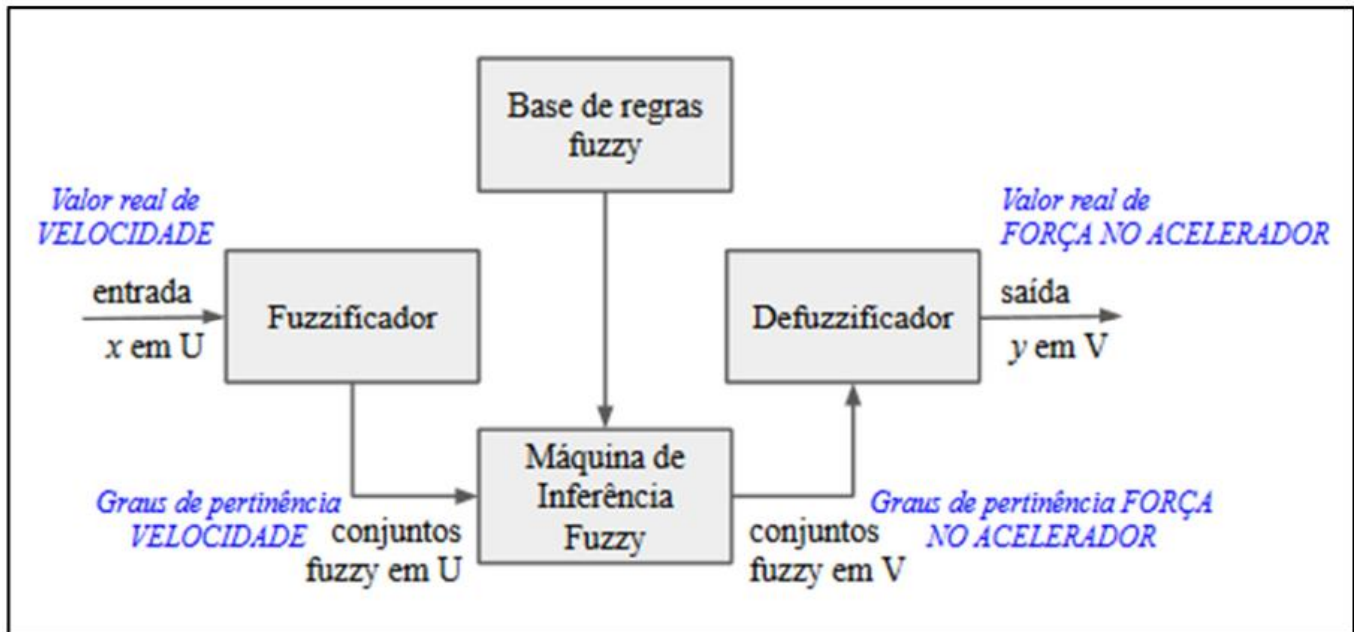 Base de regras
fuzzy
Valor real de
VELOCIDADE
entrada
x em U
Fuzzificador
Defuzzificador
Valor real de
FORÇA NO ACELERADOR
saída
y em V
Graus de pertinência
VELOCIDADE
conjuntos
fuzzy em U
Máquina de
Inferência
Fuzzy
Graus de pertinência FORÇA
NO ACELERADOR
conjuntos
fuzzy em V